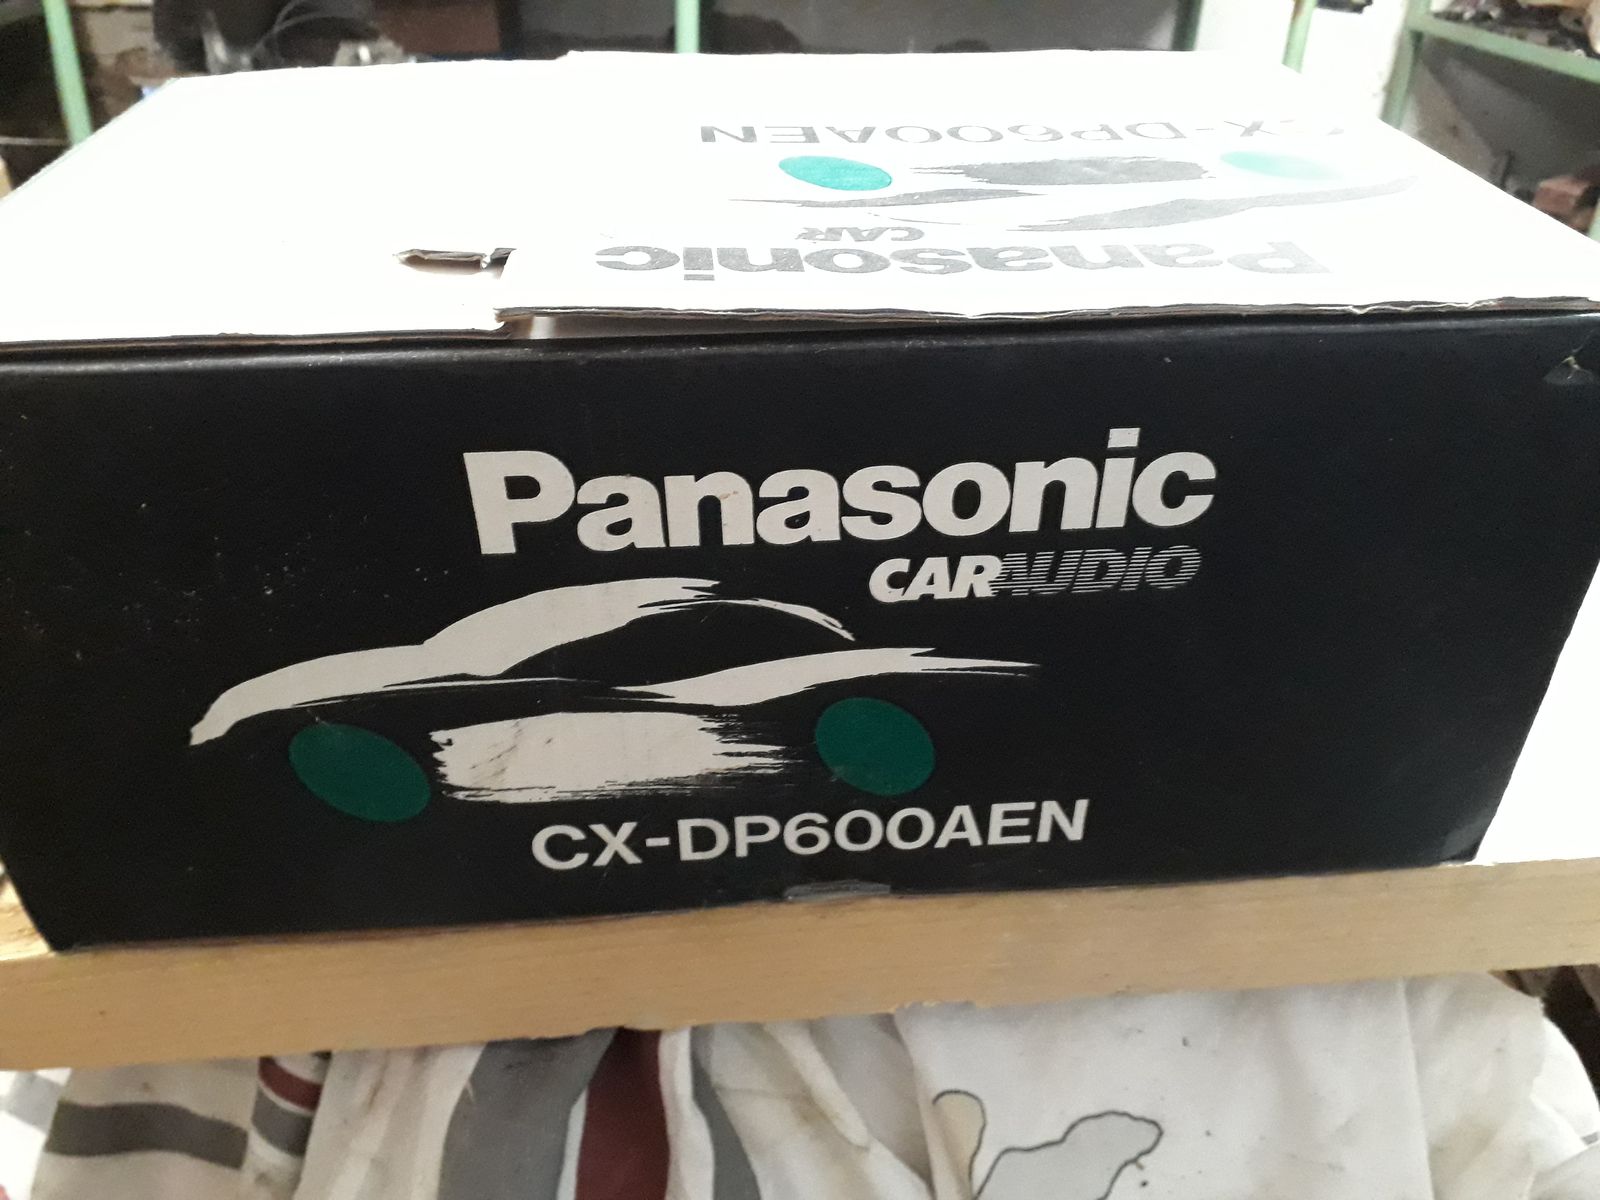 CX-DP600AEN
Panasonic
CAR
Panasonic
CARAUDIO
CX-DP600AEN